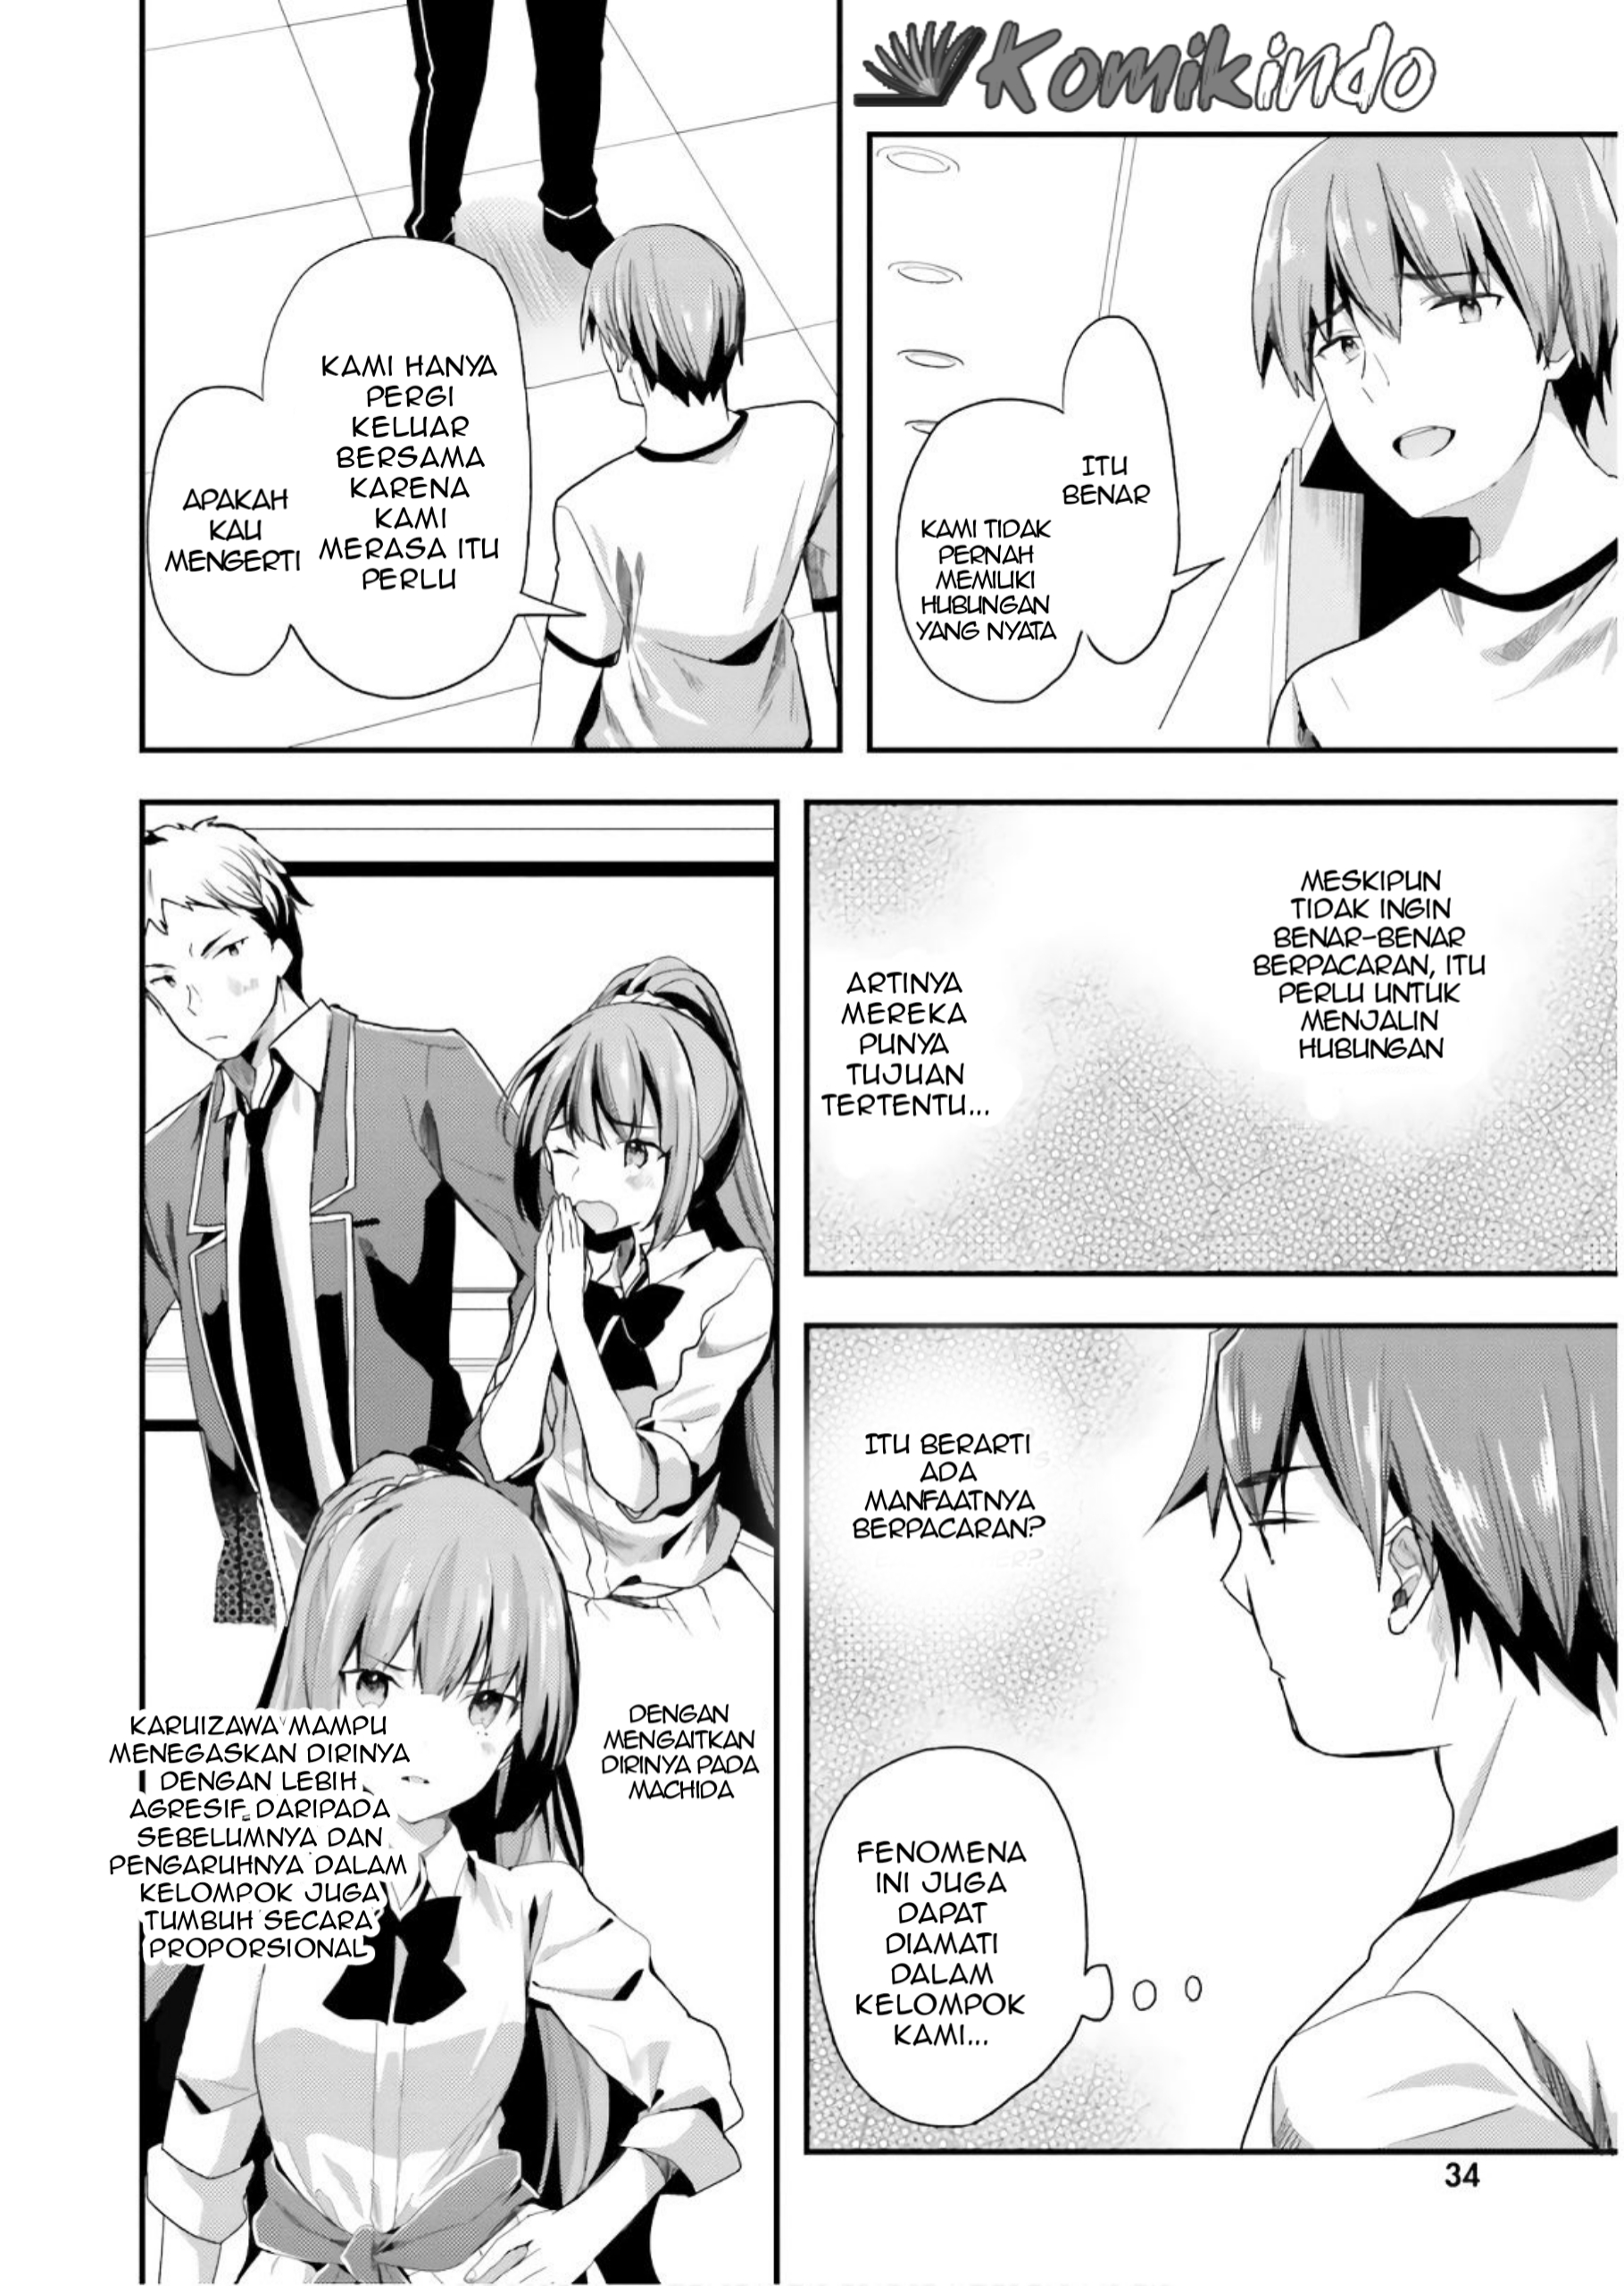 Komikindo
ITU
BENAR
KAMI TIDAK
PERNAH
MEMILIKI
HUBUNGAN
YANG NYATA
KAMI HANYA
PERGI
KELUAR
BERSAMA
KARENA
KAMI
MERASA ITU
PERLU
APAKAH
KAU
MENGERTI
MESKIPUN
TIDAK INGIN
BENAR-BENAR
BERPACARAN, ITU
PERLU UNTUK
MENJALIN
HUBUNGAN
ARTINYA
MEREKA
PUNYA
TUJUAN
TERTENTU...
ITU BERARTI
ADA
MANFAATNYA
BERPACARAN?
FENOMENA
INI JUGA
DAPAT
DIAMATI
DALAM
KELOMPOK
KAMI...
DENGAN
MENGAITKAN
DIRINYA PADA
MACHIDA
KARUIZAWA MAMPU
MENEGASKAN DIRINYA
DENGAN LEBIH
AGRESIF DARIPADA
SEBELUMNYA DAN
PENGARUHNYA DALAM
KELOMPOK JUGA
TUMBUH SECARA
PROPORSIONAL
34